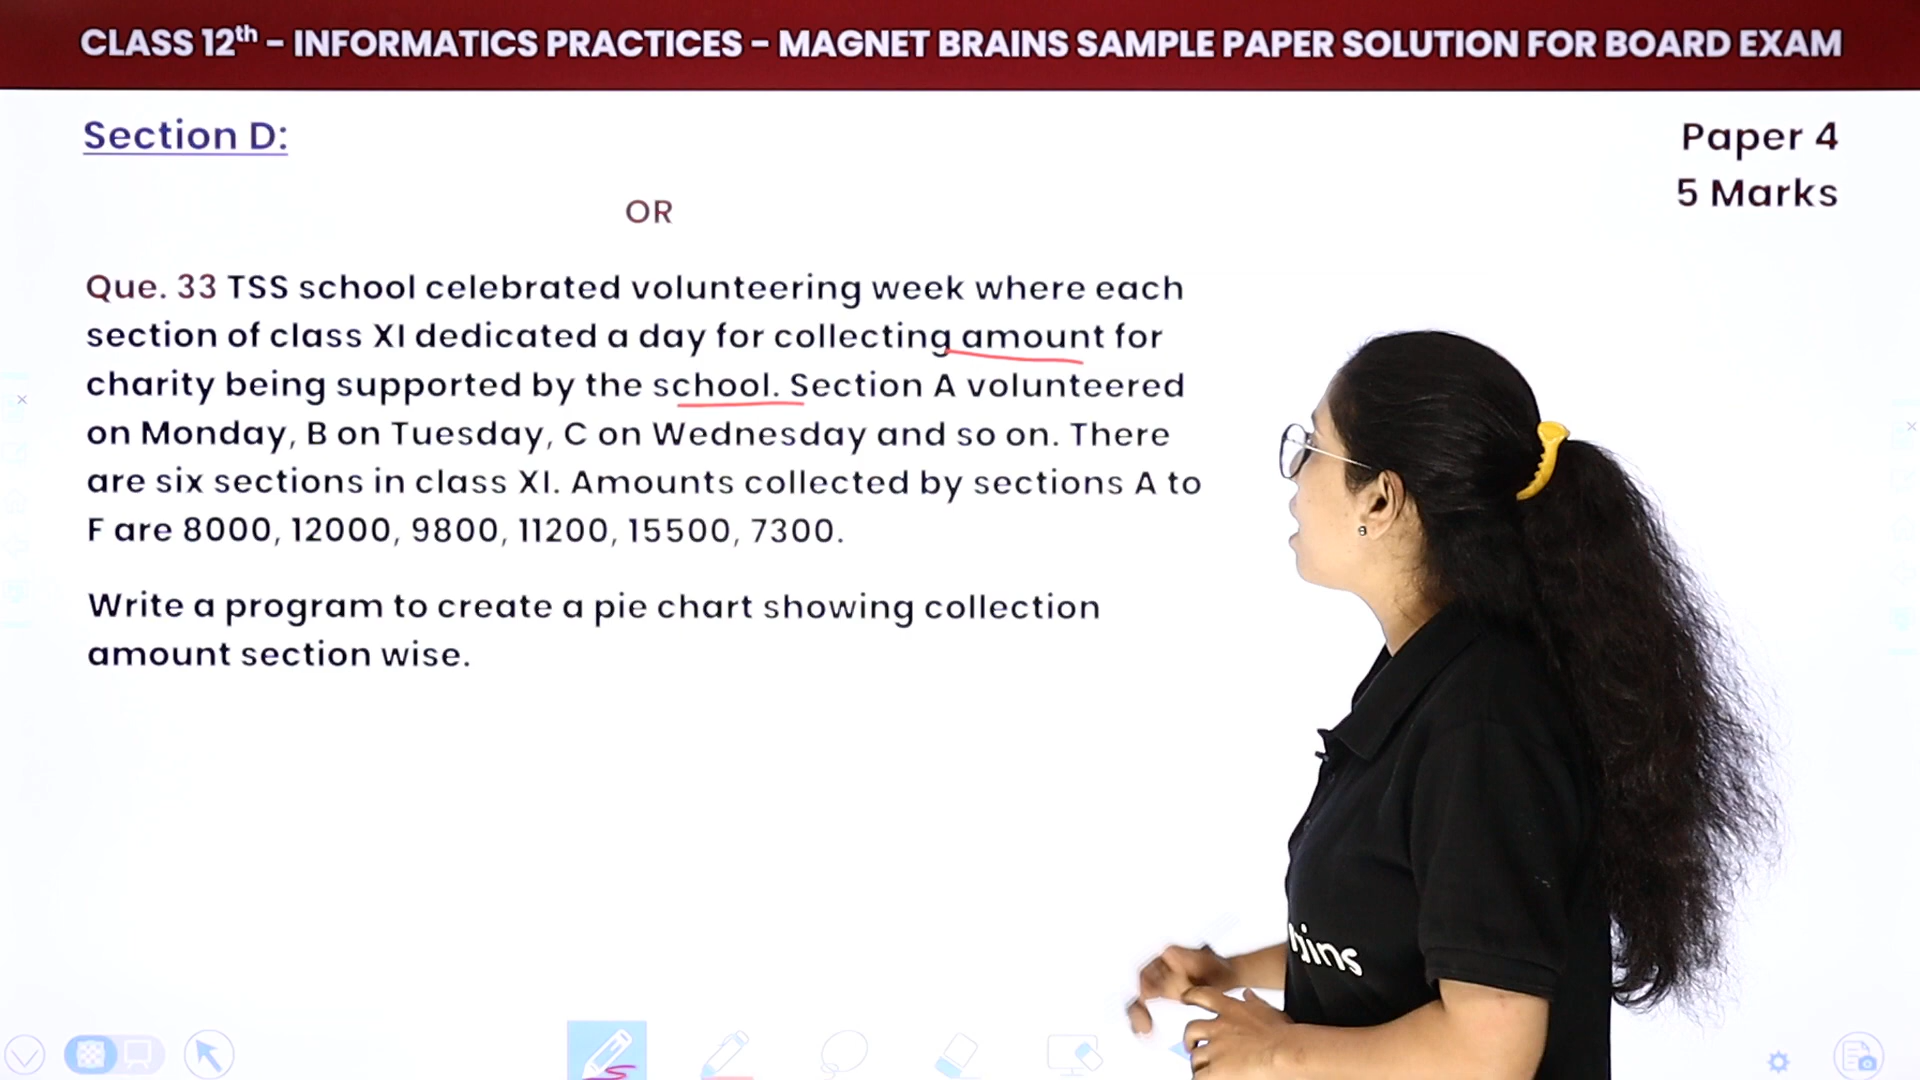 CLASS 12th - INFORMATICS PRACTICES - MAGNET BRAINS SAMPLE PAPER SOLUTION FOR BOARD EXAM
Section D:
Paper 4
5 Marks
OR
Que. 33 TSS school celebrated volunteering week where each
section of class XI dedicated a day for collecting amount for
charity being supported by the school. Section A volunteered
on Monday, B on Tuesday, C on Wednesday and so on. There
are six sections in class XI. Amounts collected by sections A to
F are 8000, 12000, 9800, 11200, 15500, 7300.
Write a program to create a pie chart showing collection
amount section wise.